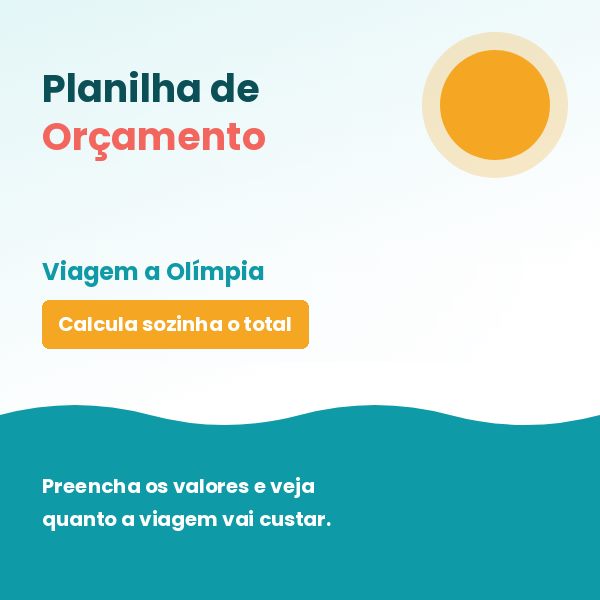 Planilha de
Orçamento
Viagem a Olímpia
Calcula sozinha o total
Preencha os valores e veja
quanto a viagem vai custar.